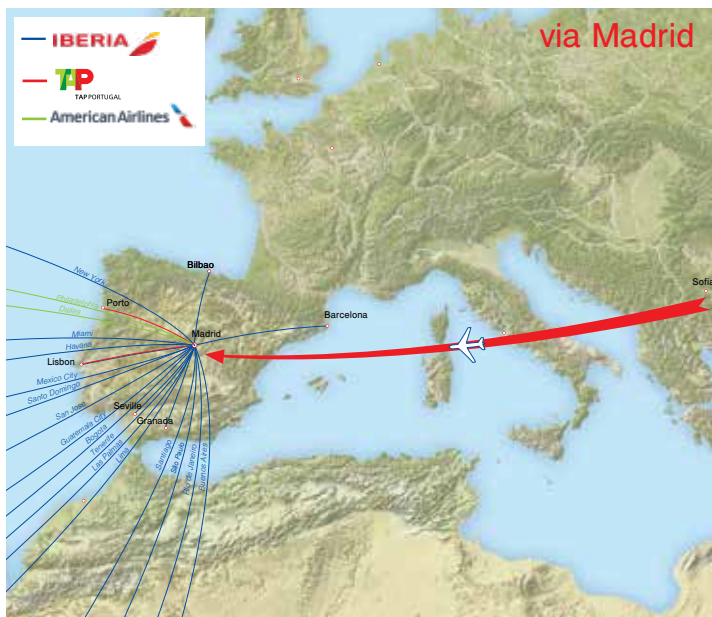 IBERIA
TAP
TAP PORTUGAL
American Airlines
via Madrid
Sofia
Bilbao
New York
Philadelphia
Porto
Dallas
Barcelona
Madrid
Miami
Havana
Lisbon
Mexico City
Santo Domingo
San José
Seville
Granada
Guatemala City
Bogota
Tenerife
Las Palmas
Lima
Santiago
São Paulo
Rio de Janeiro
Buenos Aires